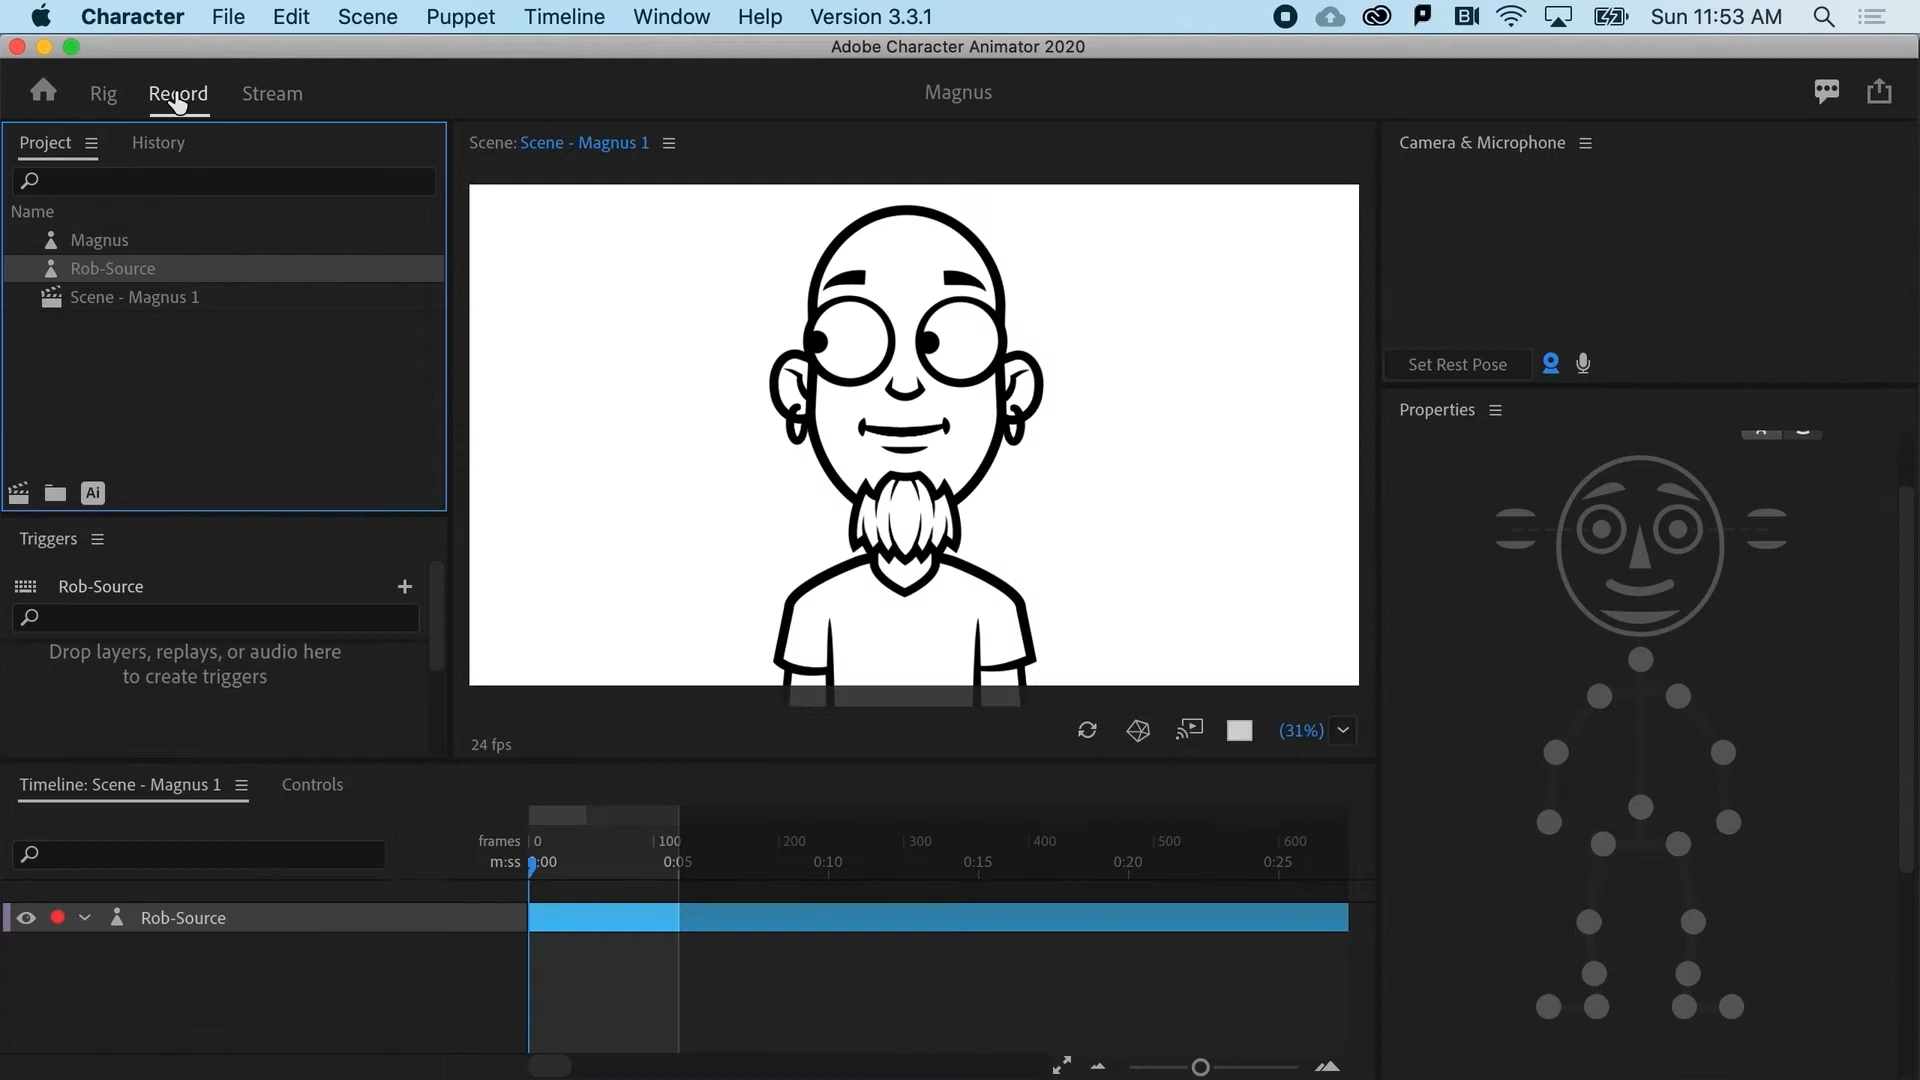 Character File Edit Scene Puppet Timeline Window Help Version 3.3.1 Sun 11:53 AM
Adobe Character Animator 2020
Rig Record Stream Magnus
Project History
Scene: Scene - Magnus 1
Camera & Microphone
Name
Magnus
Rob-Source
Scene - Magnus 1
Set Rest Pose
Properties
Ai
Triggers
Rob-Source
Drop layers, replays, or audio here
to create triggers
24 fps
(31%)
Timeline: Scene - Magnus 1 Controls
frames 0 100 200 300 400 500 600
m:ss 0:00 0:05 0:10 0:15 0:20 0:25
Rob-Source